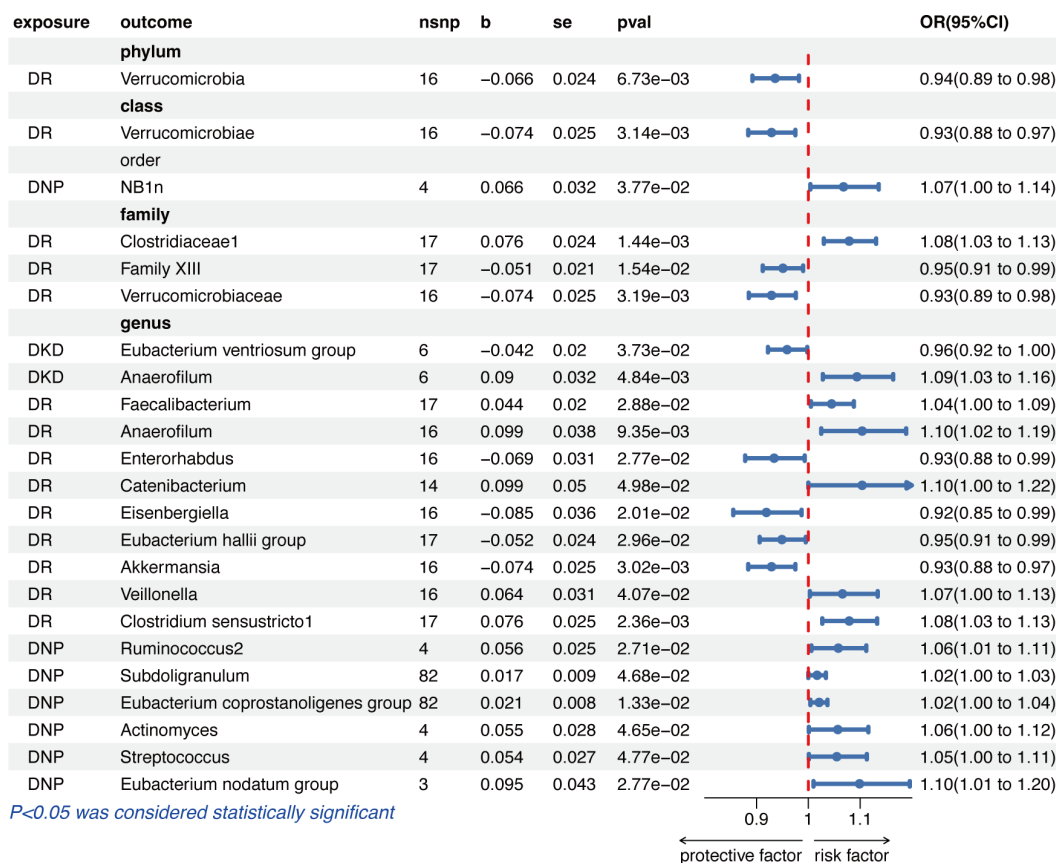 exposure outcome nsnp b se pval OR(95%CI)
phylum
DR Verrucomicrobia 16 −0.066 0.024 6.73e−03 0.94(0.89 to 0.98)
class
DR Verrucomicrobiae 16 −0.074 0.025 3.14e−03 0.93(0.88 to 0.97)
order
DNP NB1n 4 0.066 0.032 3.77e−02 1.07(1.00 to 1.14)
family
DR Clostridiaceae1 17 0.076 0.024 1.44e−03 1.08(1.03 to 1.13)
DR Family XIII 17 −0.051 0.021 1.54e−02 0.95(0.91 to 0.99)
DR Verrucomicrobiaceae 16 −0.074 0.025 3.19e−03 0.93(0.89 to 0.98)
genus
DKD Eubacterium ventriosum group 6 −0.042 0.02 3.73e−02 0.96(0.92 to 1.00)
DKD Anaerofilum 6 0.09 0.032 4.84e−03 1.09(1.03 to 1.16)
DR Faecalibacterium 17 0.044 0.02 2.88e−02 1.04(1.00 to 1.09)
DR Anaerofilum 16 0.099 0.038 9.35e−03 1.10(1.02 to 1.19)
DR Enterorhabdus 16 −0.069 0.031 2.77e−02 0.93(0.88 to 0.99)
DR Catenibacterium 14 0.099 0.05 4.98e−02 1.10(1.00 to 1.22)
DR Eisenbergiella 16 −0.085 0.036 2.01e−02 0.92(0.85 to 0.99)
DR Eubacterium hallii group 17 −0.052 0.024 2.96e−02 0.95(0.91 to 0.99)
DR Akkermansia 16 −0.074 0.025 3.02e−03 0.93(0.88 to 0.97)
DR Veillonella 16 0.064 0.031 4.07e−02 1.07(1.00 to 1.13)
DR Clostridium sensustricto1 17 0.076 0.025 2.36e−03 1.08(1.03 to 1.13)
DNP Ruminococcus2 4 0.056 0.025 2.71e−02 1.06(1.01 to 1.11)
DNP Subdoligranulum 82 0.017 0.009 4.68e−02 1.02(1.00 to 1.03)
DNP Eubacterium coprostanoligenes group 82 0.021 0.008 1.33e−02 1.02(1.00 to 1.04)
DNP Actinomyces 4 0.055 0.028 4.65e−02 1.06(1.00 to 1.12)
DNP Streptococcus 4 0.054 0.027 4.77e−02 1.05(1.00 to 1.11)
DNP Eubacterium nodatum group 3 0.095 0.043 2.77e−02 1.10(1.01 to 1.20)
P<0.05 was considered statistically significant
0.9 1 1.1
protective factor risk factor